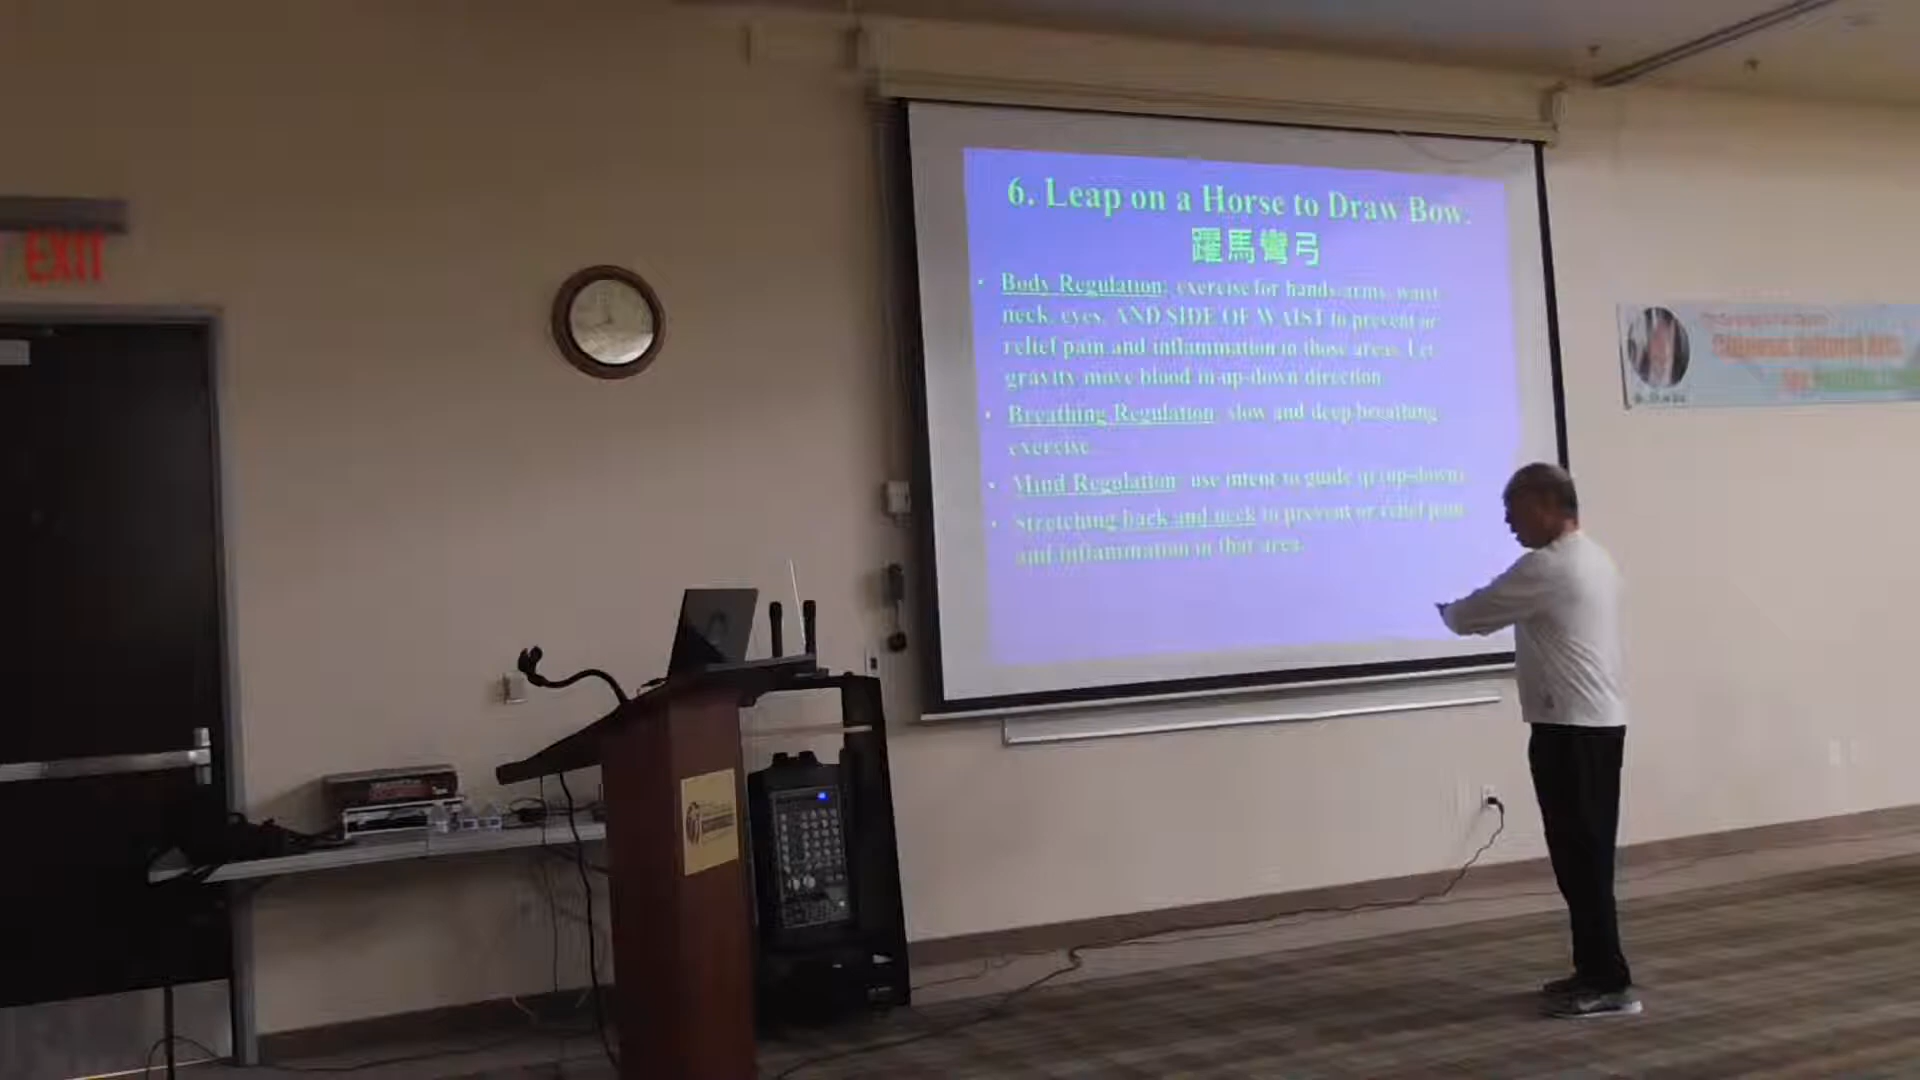 EXIT
6. Leap on a Horse to Draw Bow.
躍馬彎弓
• Body Regulation: exercise for hands, arms, waist,
neck, eyes, AND SIDE OF WAIST to prevent or
relief pain and inflammation in those areas. Let
gravity move blood in up-down direction.
• Breathing Regulation: slow and deep breathing
exercise.
• Mind Regulation: use intent to guide qi (up-down)
• Stretching back and neck to prevent or relief pain
and inflammation in that area.
Cultural Arts